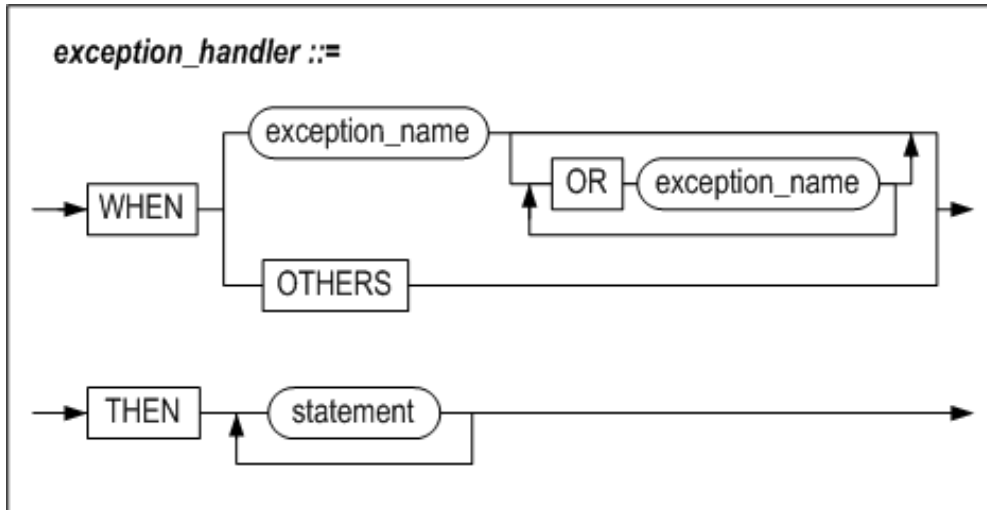 exception_handler ::=
exception_name
OR exception_name
WHEN
OTHERS
THEN statement